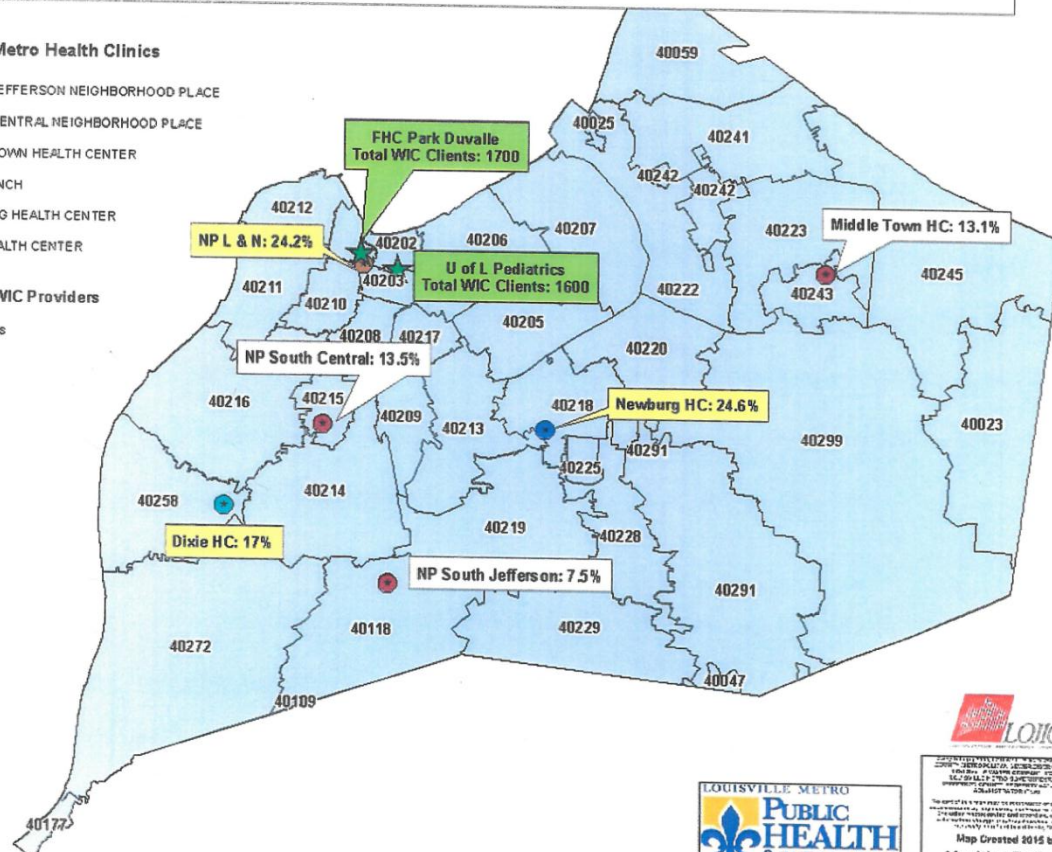 Metro Health Clinics
EFFERSON NEIGHBORHOOD PLACE
ENTRAL NEIGHBORHOOD PLACE
OWN HEALTH CENTER
NCH
G HEALTH CENTER
ALTH CENTER
WIC Providers
s
40059
40025
40241
FHC Park Duvalle
Total WIC Clients: 1700
40242
40242
40212
40207
40223
Middle Town HC: 13.1%
NP L & N: 24.2%
40202
40206
40245
40203
U of L Pediatrics
Total WIC Clients: 1600
40211
40210
40222
40243
40205
40208
40217
40220
NP South Central: 13.5%
40216
40215
40209
40218
Newburg HC: 24.6%
40213
40023
40299
40291
40225
40214
40258
40219
40228
Dixie HC: 17%
NP South Jefferson: 7.5%
40291
40118
40229
40272
40047
40109
LOJIC
LOUISVILLE METRO
PUBLIC
HEALTH
Map Created 2015 b
40177